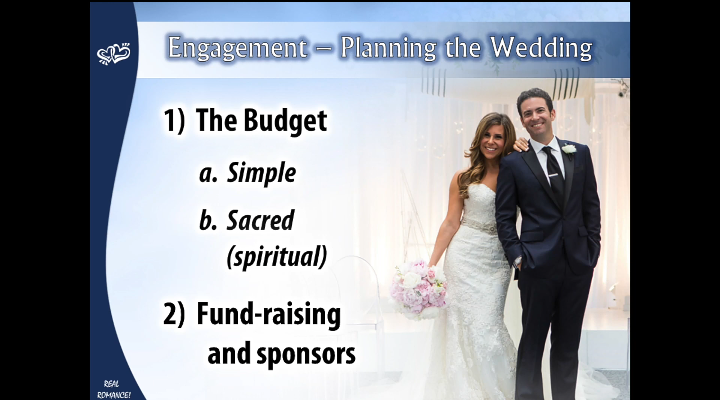 Engagement – Planning the Wedding
1) The Budget
a. Simple
b. Sacred
(spiritual)
2) Fund-raising
and sponsors
REAL
ROMANCE!